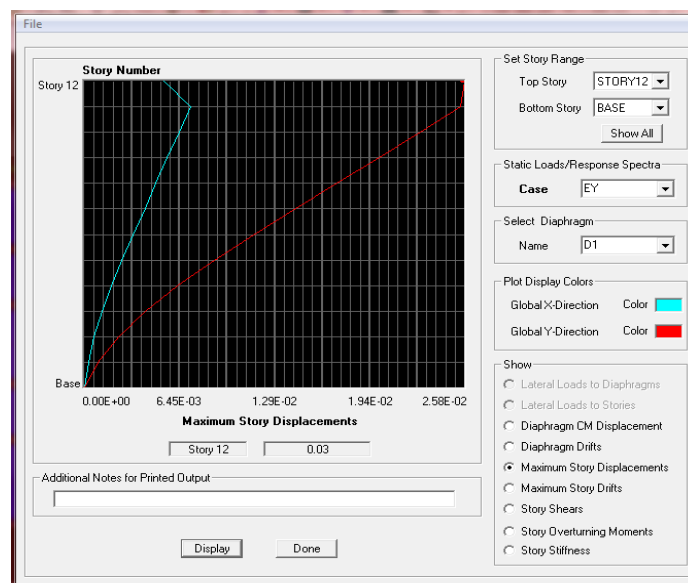 File
Story Number
Story 12
Base
0.00E+00 6.45E-03 1.29E-02 1.94E-02 2.58E-02
Maximum Story Displacements
Story 12 0.03
Additional Notes for Printed Output
Display Done
Set Story Range
Top Story STORY12
Bottom Story BASE
Show All
Static Loads/Response Spectra
Case EY
Select Diaphragm
Name D1
Plot Display Colors
Global X-Direction Color
Global Y-Direction Color
Show
Lateral Loads to Diaphragms
Lateral Loads to Stories
Diaphragm CM Displacement
Diaphragm Drifts
Maximum Story Displacements
Maximum Story Drifts
Story Shears
Story Overturning Moments
Story Stiffness